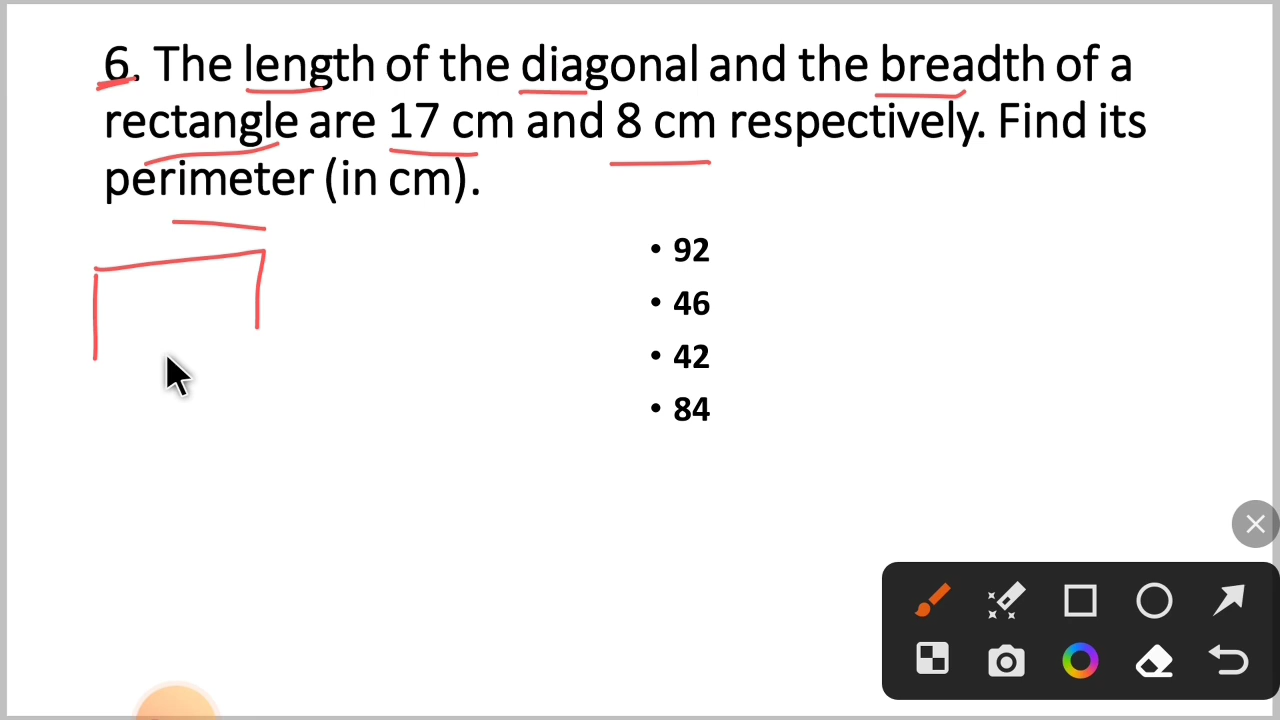 6. The length of the diagonal and the breadth of a
rectangle are 17 cm and 8 cm respectively. Find its
perimeter (in cm).
• 92
• 46
• 42
• 84